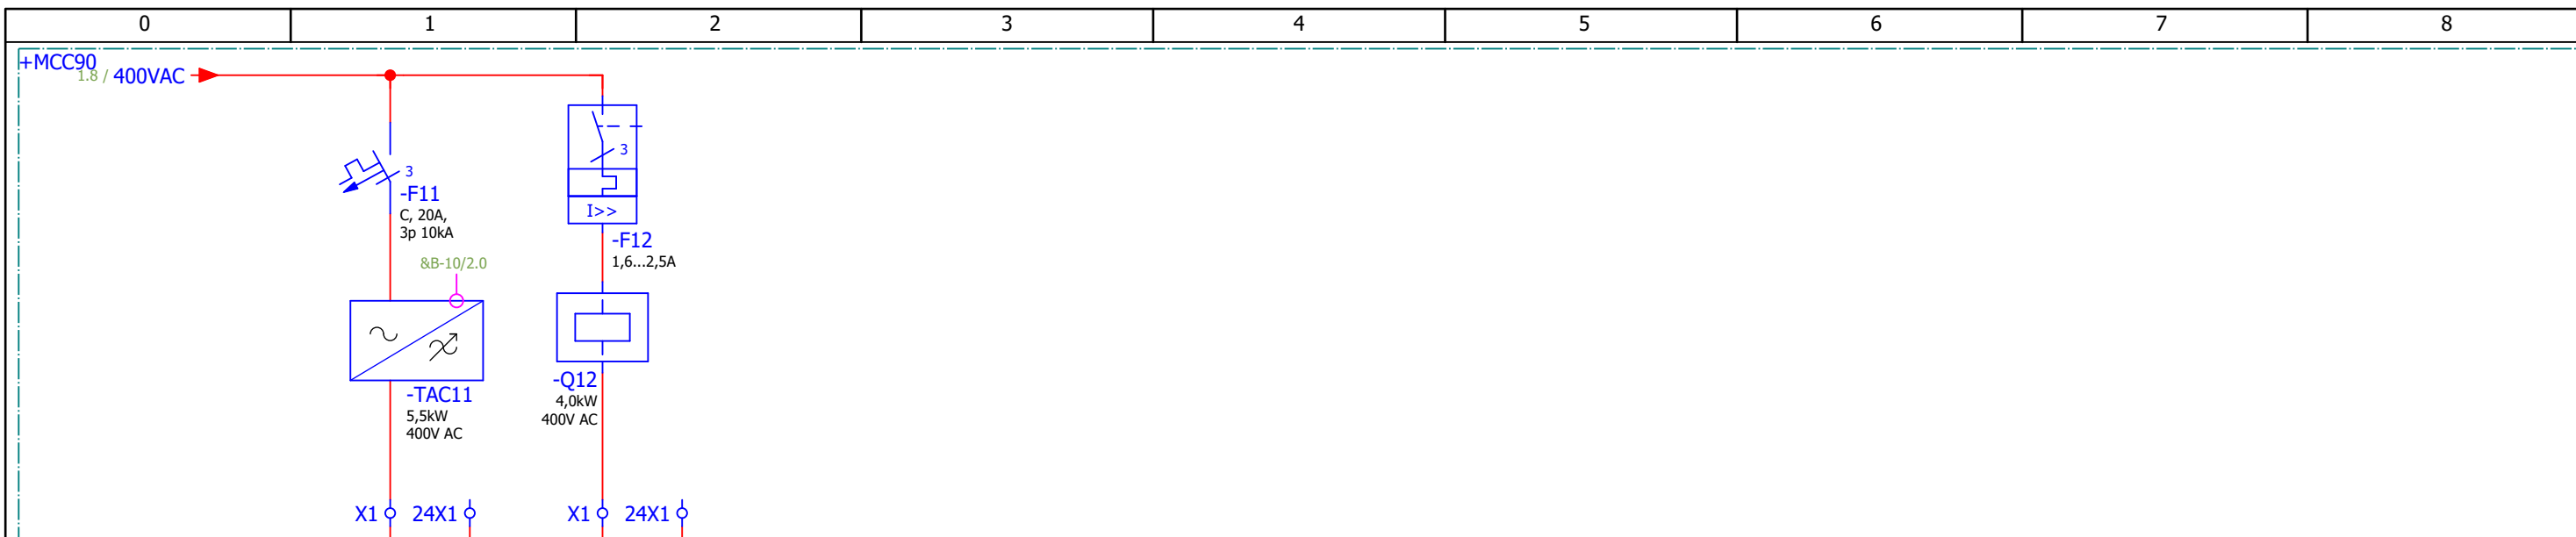 0 1 2 3 4 5 6 7 8
+MCC90
1.8 / 400VAC
3
3
-F11
C, 20A,
3p 10kA
I>>
-F12
1,6...2,5A
&B-10/2.0
-TAC11
5,5kW
400V AC
-Q12
4,0kW
400V AC
X1 24X1 X1 24X1